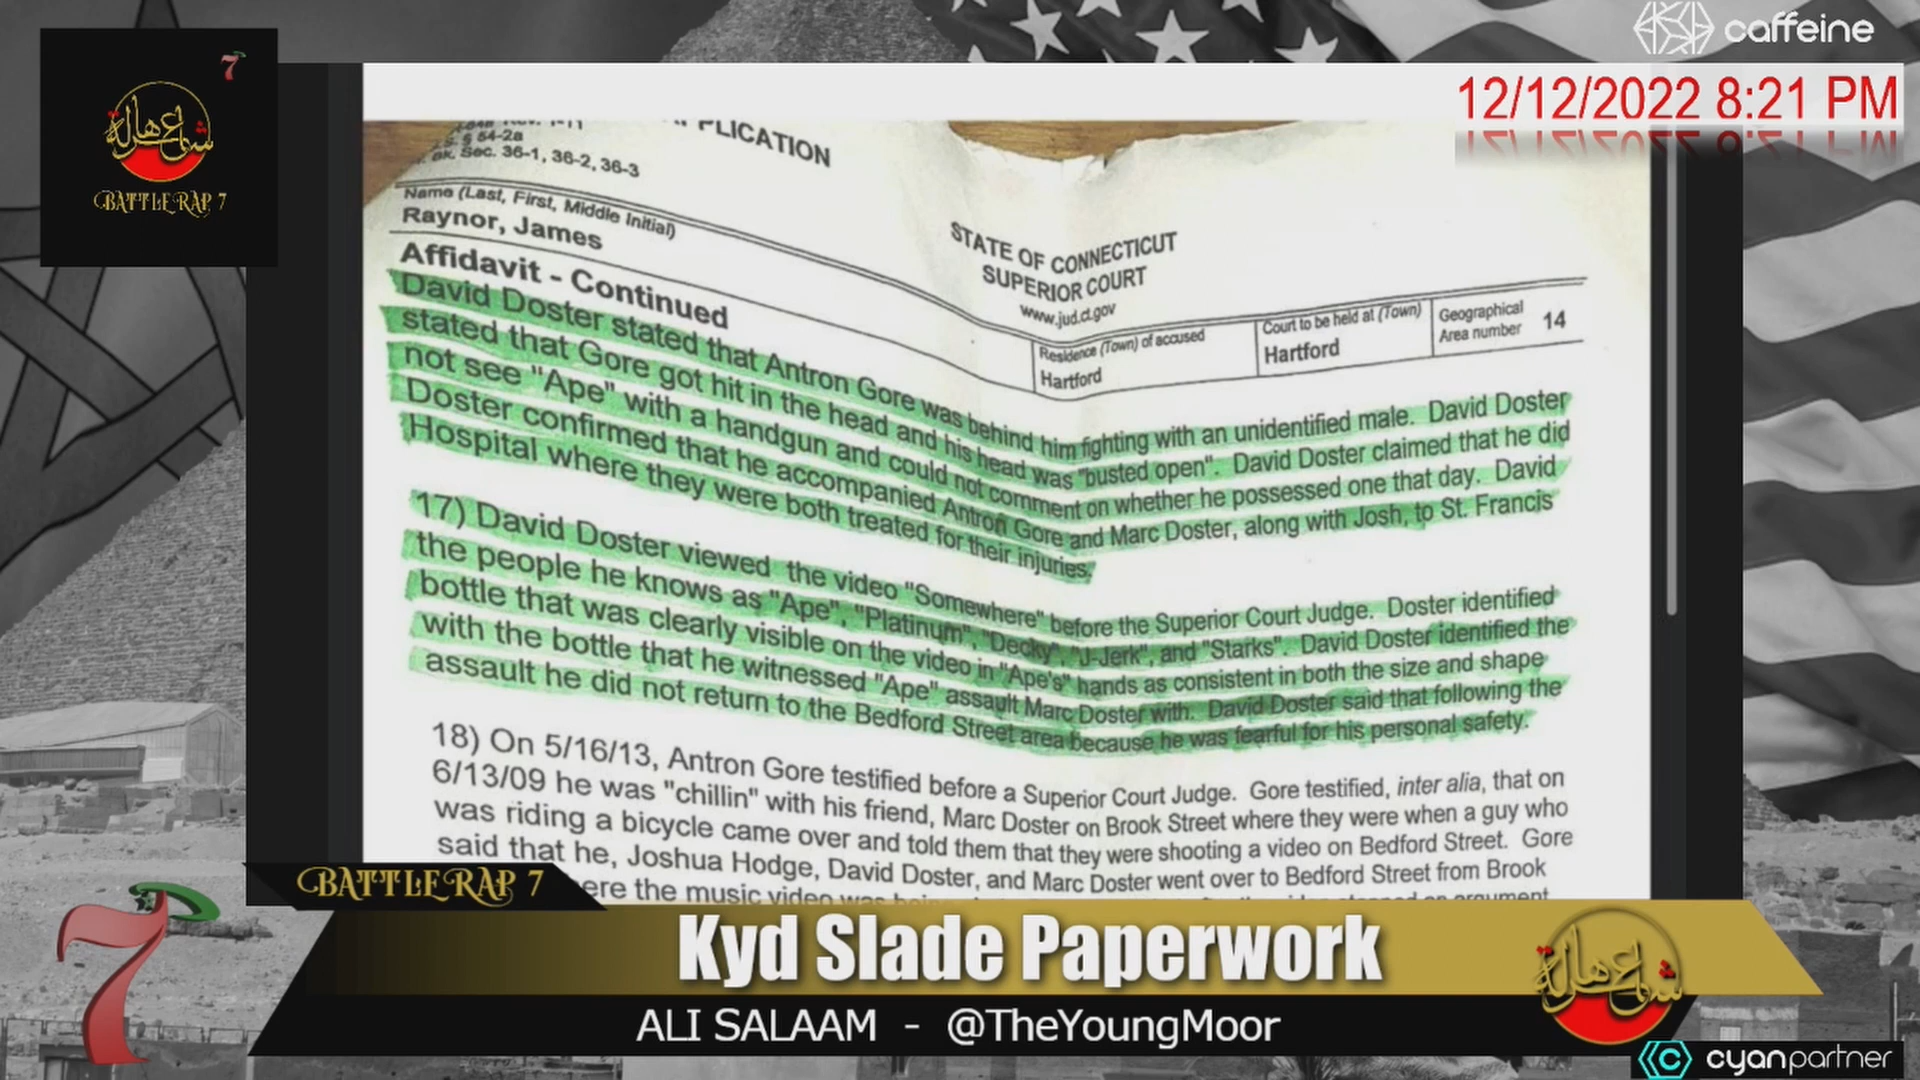 caffeine
7
12/12/2022 8:21 PM
BATTLE RAP 7
PLICATION
54-2a
Sec. 36-1, 36-2, 36-3
Name (Last, First, Middle Initial)
Raynor, James
STATE OF CONNECTICUT
SUPERIOR COURT
www.jud.ct.gov
Affidavit - Continued
Residence (Town) of accused
Hartford
Court to be held at (Town)
Hartford
Geographical
Area number 14
David Doster stated that Antron Gore was behind him fighting with an unidentified male. David Doster
stated that Gore got hit in the head and his head was "busted open". David Doster claimed that he did
not see "Ape" with a handgun and could not comment on whether he possessed one that day. David
Doster confirmed that he accompanied Antron Gore and Marc Doster, along with Josh, to St. Francis
Hospital where they were both treated for their injuries.
17) David Doster viewed the video "Somewhere" before the Superior Court Judge. Doster identified
the people he knows as "Ape", "Platinum", "Decky", "J-Jerk", and "Starks". David Doster identified the
bottle that was clearly visible on the video in "Ape's" hands as consistent in both the size and shape
with the bottle that he witnessed "Ape" assault Marc Doster with. David Doster said that following the
assault he did not return to the Bedford Street area because he was fearful for his personal safety.
18) On 5/16/13, Antron Gore testified before a Superior Court Judge. Gore testified, inter alia, that on
6/13/09 he was "chillin" with his friend, Marc Doster on Brook Street where they were when a guy who
was riding a bicycle came over and told them that they were shooting a video on Bedford Street. Gore
said that he, Joshua Hodge, David Doster, and Marc Doster went over to Bedford Street from Brook
ere the music video was
argument
BATTLE RAP 7
7
Kyd Slade Paperwork
ALI SALAAM - @TheYoungMoor
cyanpartner